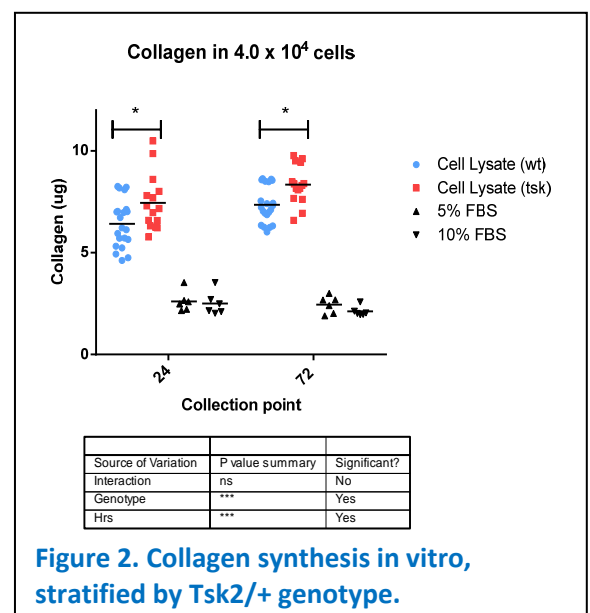 Collagen in 4.0 x 10⁴ cells
* *
10
5
0
Collagen (ug)
Cell Lysate (wt)
Cell Lysate (tsk)
5% FBS
10% FBS
24 72
Collection point
Source of Variation P value summary Significant?
Interaction ns No
Genotype *** Yes
Hrs *** Yes
Figure 2. Collagen synthesis in vitro,
stratified by Tsk2/+ genotype.